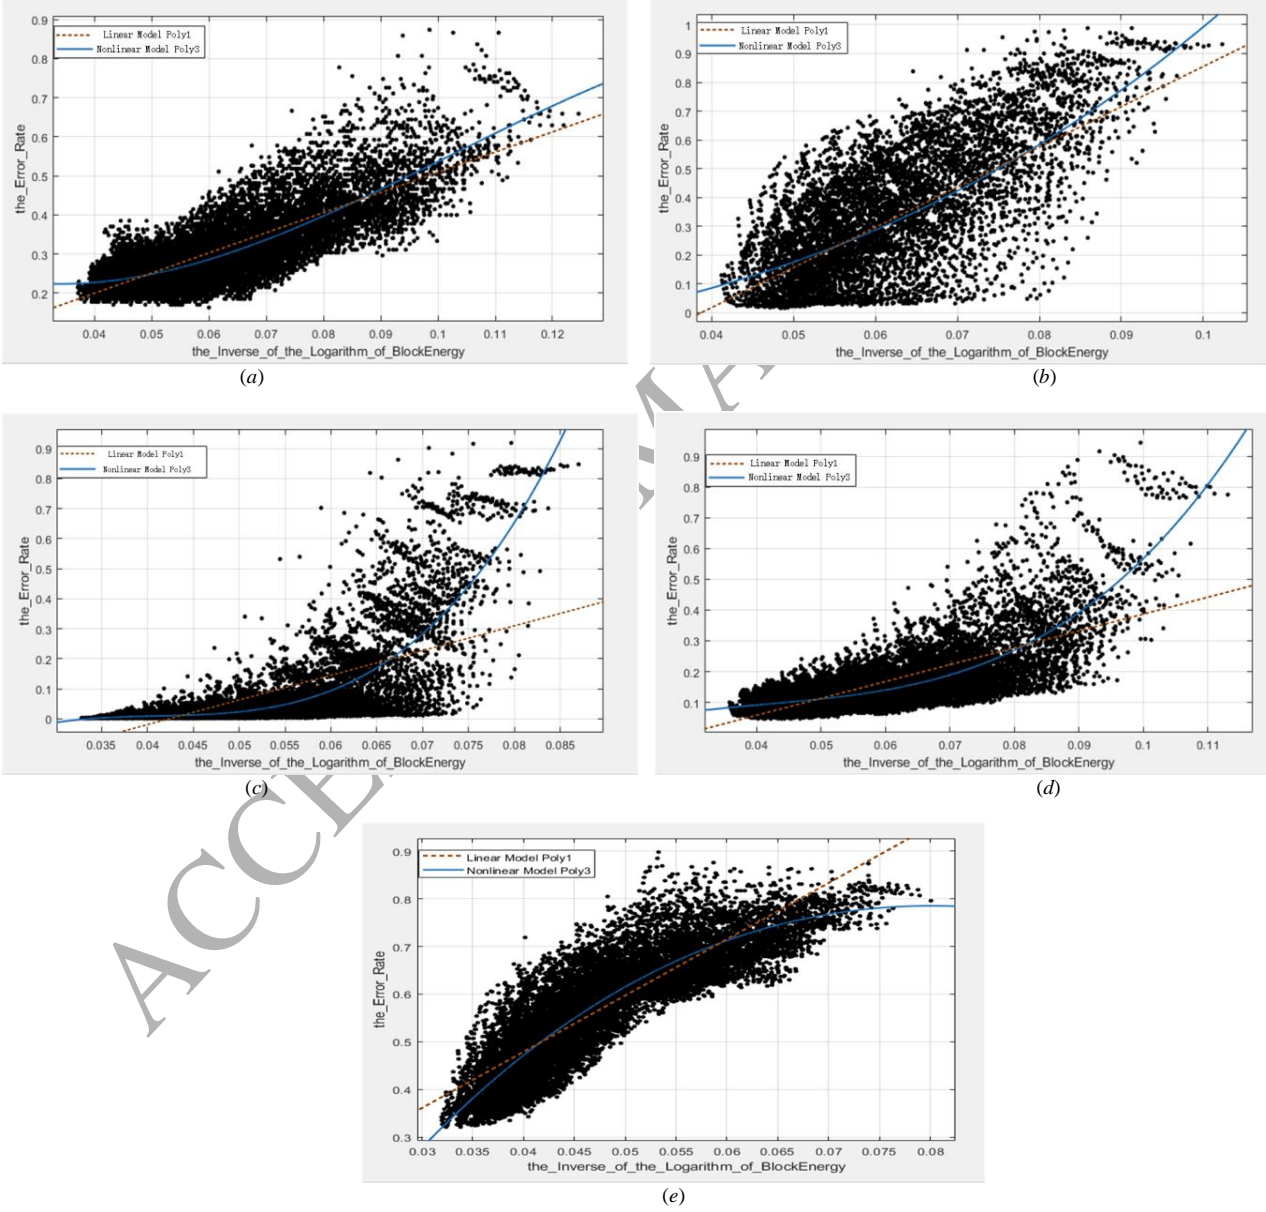 Linear Model Poly1
Nonlinear Model Poly3
the_Error_Rate
0.9
0.8
0.7
0.6
0.5
0.4
0.3
0.2
0.04 0.05 0.06 0.07 0.08 0.09 0.1 0.11 0.12
the_Inverse_of_the_Logarithm_of_BlockEnergy
(a)
Linear Model Poly1
Nonlinear Model Poly3
the_Error_Rate
1
0.9
0.8
0.7
0.6
0.5
0.4
0.3
0.2
0.1
0
0.04 0.05 0.06 0.07 0.08 0.09 0.1
the_Inverse_of_the_Logarithm_of_BlockEnergy
(b)
Linear Model Poly1
Nonlinear Model Poly3
the_Error_Rate
0.9
0.8
0.7
0.6
0.5
0.4
0.3
0.2
0.1
0
0.035 0.04 0.045 0.05 0.055 0.06 0.065 0.07 0.075 0.08 0.085
the_Inverse_of_the_Logarithm_of_BlockEnergy
(c)
Linear Model Poly1
Nonlinear Model Poly3
the_Error_Rate
0.9
0.8
0.7
0.6
0.5
0.4
0.3
0.2
0.1
0.04 0.05 0.06 0.07 0.08 0.09 0.1 0.11
the_Inverse_of_the_Logarithm_of_BlockEnergy
(d)
Linear Model Poly1
Nonlinear Model Poly3
the_Error_Rate
0.9
0.8
0.7
0.6
0.5
0.4
0.3
0.03 0.035 0.04 0.045 0.05 0.055 0.06 0.065 0.07 0.075 0.08
the_Inverse_of_the_Logarithm_of_BlockEnergy
(e)
ACCE
MA